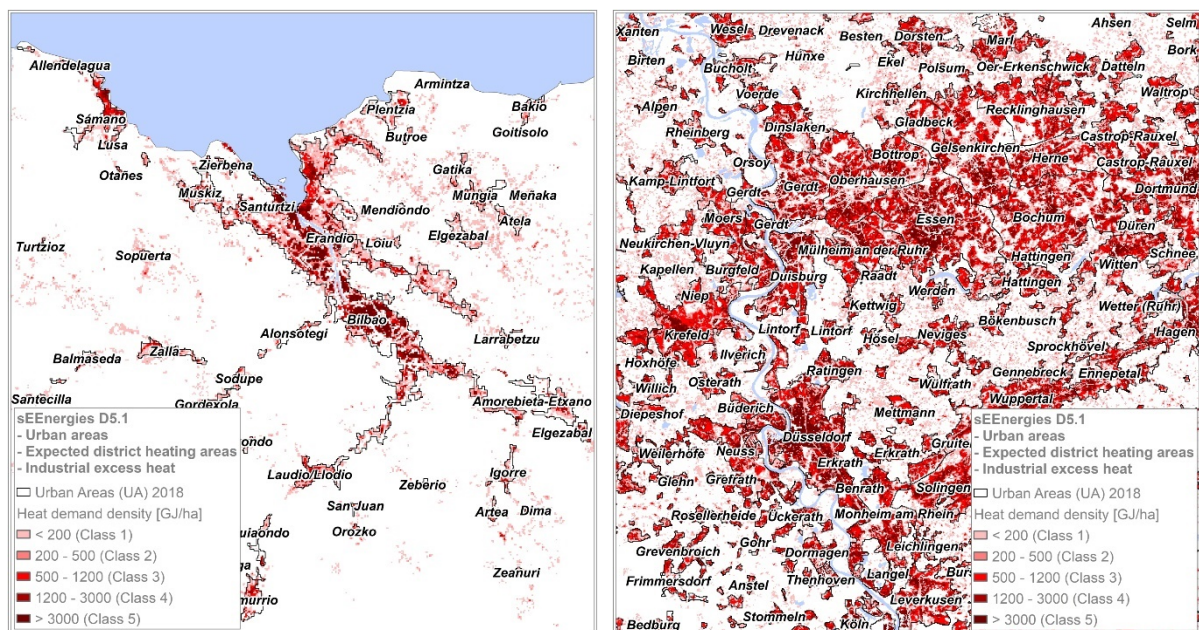 Allendelagua
Armintza
Plentzia
Bakio
Sámano
Butroe
Goitisolo
Lusa
Zierbena
Otañes
Gatika
Muskiz
Mungia
Meñaka
Santurtzi
Mendiondo
Atela
Erandio
Loiu
Elgezabal
Turtzioz
Sopuerta
Bilbao
Alonsotegi
Larrabetzu
Balmaseda
Zalla
Sodupe
Santecilla
Gordexola
Amorebieta-Etxano
Elgezabal
ondo
Laudio/Llodio
Zeberio
Igorre
San Juan
Artea
Dima
uiaondo
Orozko
Zeanuri
ga
murrio
sEEnergies D5.1
- Urban areas
- Expected district heating areas
- Industrial excess heat
Urban Areas (UA) 2018
Heat demand density [GJ/ha]
< 200 (Class 1)
200 - 500 (Class 2)
500 - 1200 (Class 3)
1200 - 3000 (Class 4)
> 3000 (Class 5)
Xanten
Wesel
Drevenack
Besten
Dorsten
Marl
Ahsen
Selm
Birten
Bucholt
Hünxe
Ekel
Polsum
Oer-Erkenschwick
Datteln
Bork
Alpen
Voerde
Kirchhellen
Recklinghausen
Waltrop
Rheinberg
Dinslaken
Gladbeck
Castrop-Rauxel
Orsoy
Bottrop
Gelsenkirchen
Herne
Castrop-Rauxel
Kamp-Lintfort
Gerdt
Gerdt
Oberhausen
Dortmund
Moers
Gerdt
Essen
Bochum
Düren
Neukirchen-Vluyn
Mülheim an der Ruhr
Hattingen
Schnee
Kapellen
Burgfeld
Duisburg
Raadt
Hattingen
Witten
Niep
Kettwig
Werden
Wetter (Ruhr)
Krefeld
Lintorf
Lintorf
Hösel
Neviges
Bökenbusch
Hagen
Hoxhöfe
Ilverich
Sprockhövel
Willich
Osterath
Ratingen
Wülfrath
Gennebreck
Ennepetal
Diepeshof
Büderich
Mettmann
Wuppertal
Weilerhöfe
Neuss
Düsseldorf
Gruiten
Glehn
Grefrath
Erkrath
Erkrath
Benrath
Solingen
Rosellerheide
Ückerath
Monheim am Rhein
Grevenbroich
Gohr
Dormagen
Leichlingen
Frimmersdorf
Anstel
Thenhoven
Langel
Bur
Bedburg
Stommeln
Köln
Leverkusen
sEEnergies D5.1
- Urban areas
- Expected district heating areas
- Industrial excess heat
Urban Areas (UA) 2018
Heat demand density [GJ/ha]
< 200 (Class 1)
200 - 500 (Class 2)
500 - 1200 (Class 3)
1200 - 3000 (Class 4)
> 3000 (Class 5)